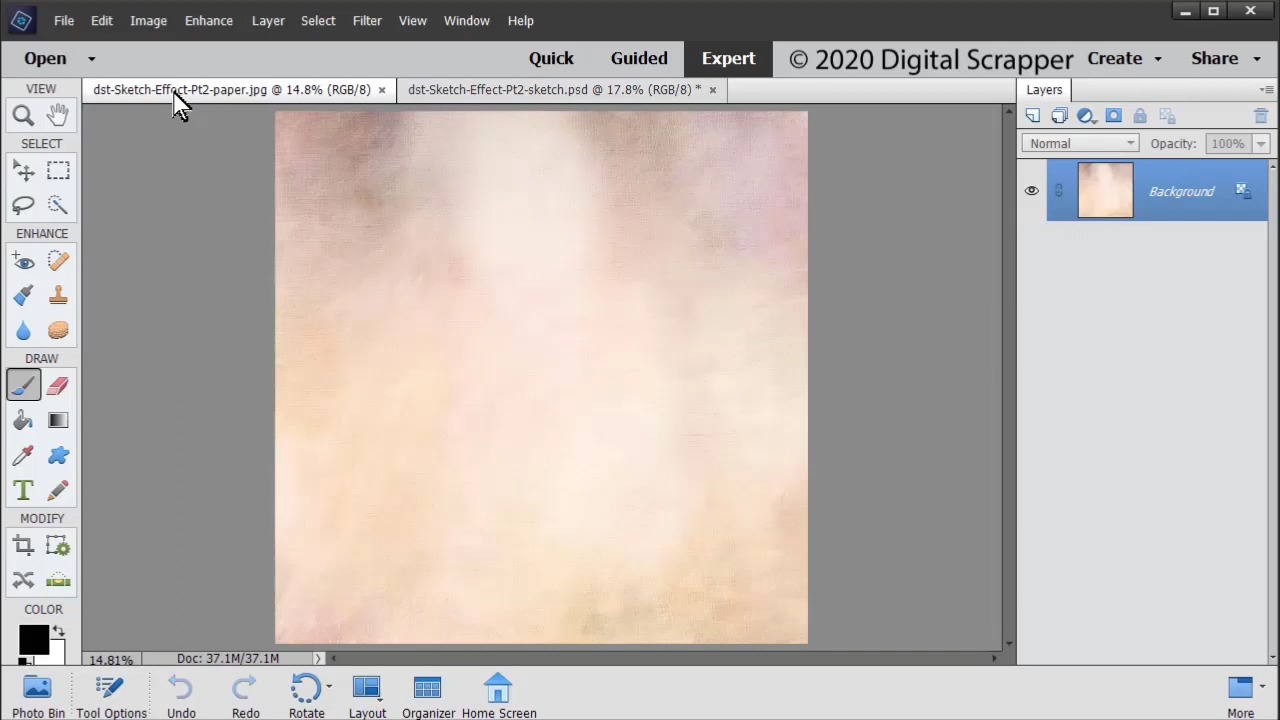 File Edit Image Enhance Layer Select Filter View Window Help
Open Quick Guided Expert © 2020 Digital Scrapper Create Share
VIEW dst-Sketch-Effect-Pt2-paper.jpg @ 14.8% (RGB/8) × dst-Sketch-Effect-Pt2-sketch.psd @ 17.8% (RGB/8) * × Layers
SELECT Normal Opacity: 100%
Background
ENHANCE
DRAW
T
MODIFY
COLOR
14.81% Doc: 37.1M/37.1M
Photo Bin Tool Options Undo Redo Rotate Layout Organizer Home Screen More